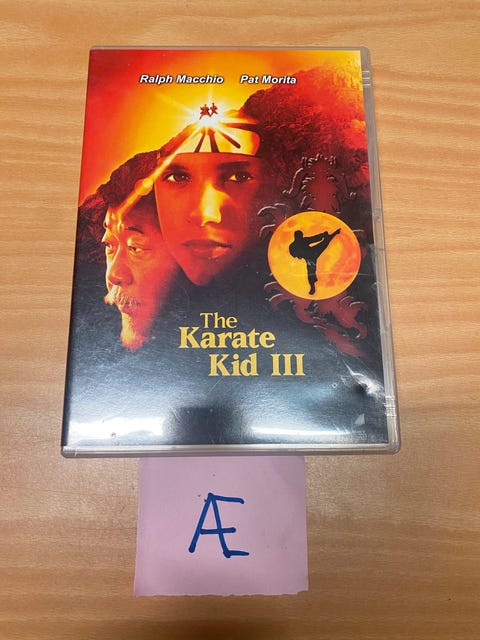 Ralph Macchio Pat Morita
The
Karate
Kid III
Æ